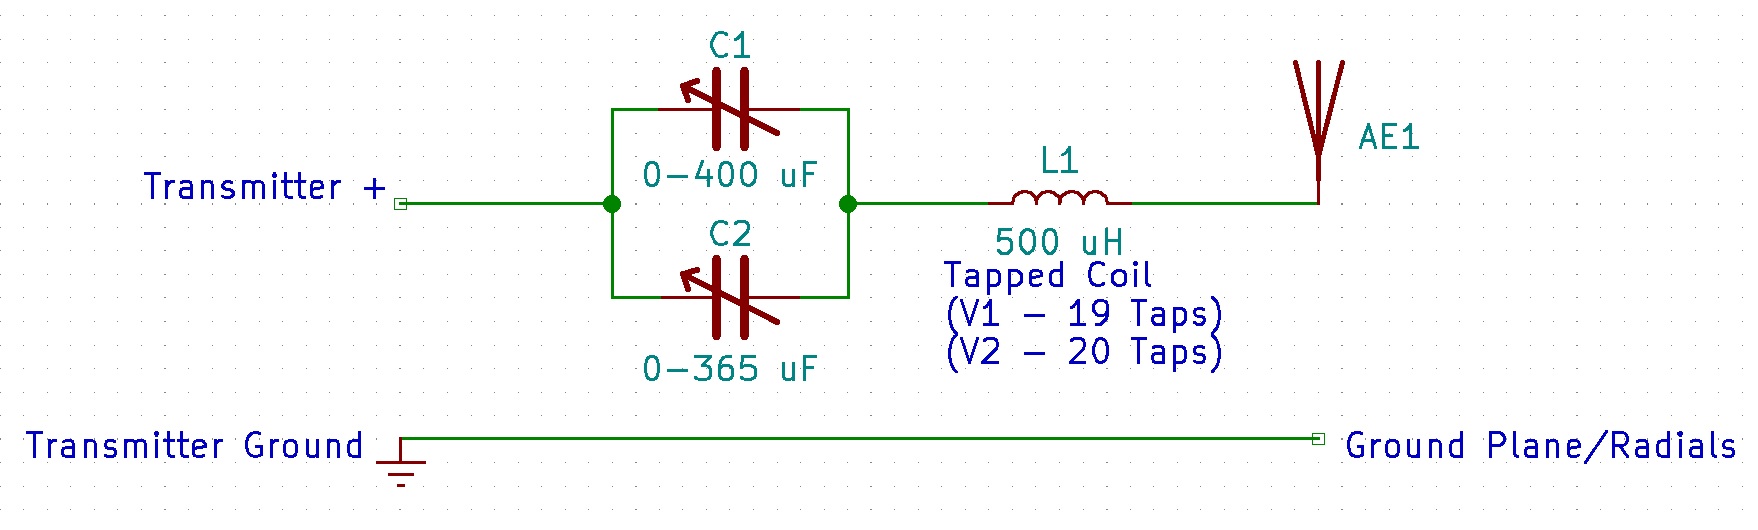 C1
0-400 uF
Transmitter +
C2
0-365 uF
L1
500 uH
Tapped Coil
(V1 - 19 Taps)
(V2 - 20 Taps)
AE1
Transmitter Ground
Ground Plane/Radials